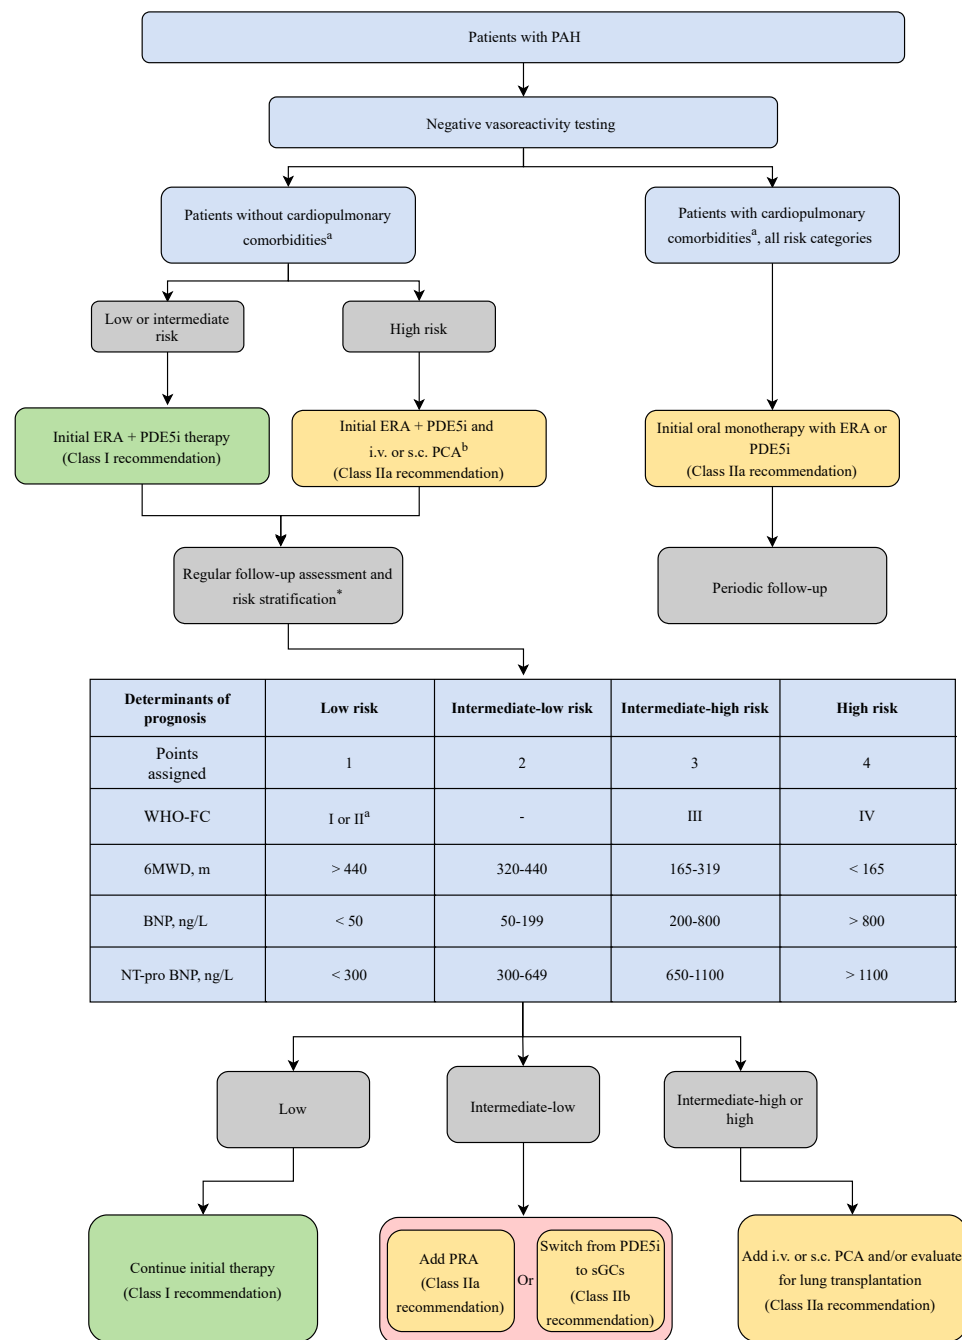 Patients with PAH
Negative vasoreactivity testing
Patients without cardiopulmonary
comorbidities^a
Patients with cardiopulmonary
comorbidities^a, all risk categories
Low or intermediate
risk
High risk
Initial ERA + PDE5i therapy
(Class I recommendation)
Initial ERA + PDE5i and
i.v. or s.c. PCA^b
(Class IIa recommendation)
Initial oral monotherapy with ERA or
PDE5i
(Class IIa recommendation)
Regular follow-up assessment and
risk stratification*
Periodic follow-up
Determinants of
prognosis
Low risk
Intermediate-low risk
Intermediate-high risk
High risk
Points
assigned
1
2
3
4
WHO-FC
I or II^a
-
III
IV
6MWD, m
> 440
320-440
165-319
< 165
BNP, ng/L
< 50
50-199
200-800
> 800
NT-pro BNP, ng/L
< 300
300-649
650-1100
> 1100
Low
Intermediate-low
Intermediate-high or
high
Continue initial therapy
(Class I recommendation)
Add PRA
(Class IIa
recommendation)
Or
Switch from PDE5i
to sGCs
(Class IIb
recommendation)
Add i.v. or s.c. PCA and/or evaluate
for lung transplantation
(Class IIa recommendation)